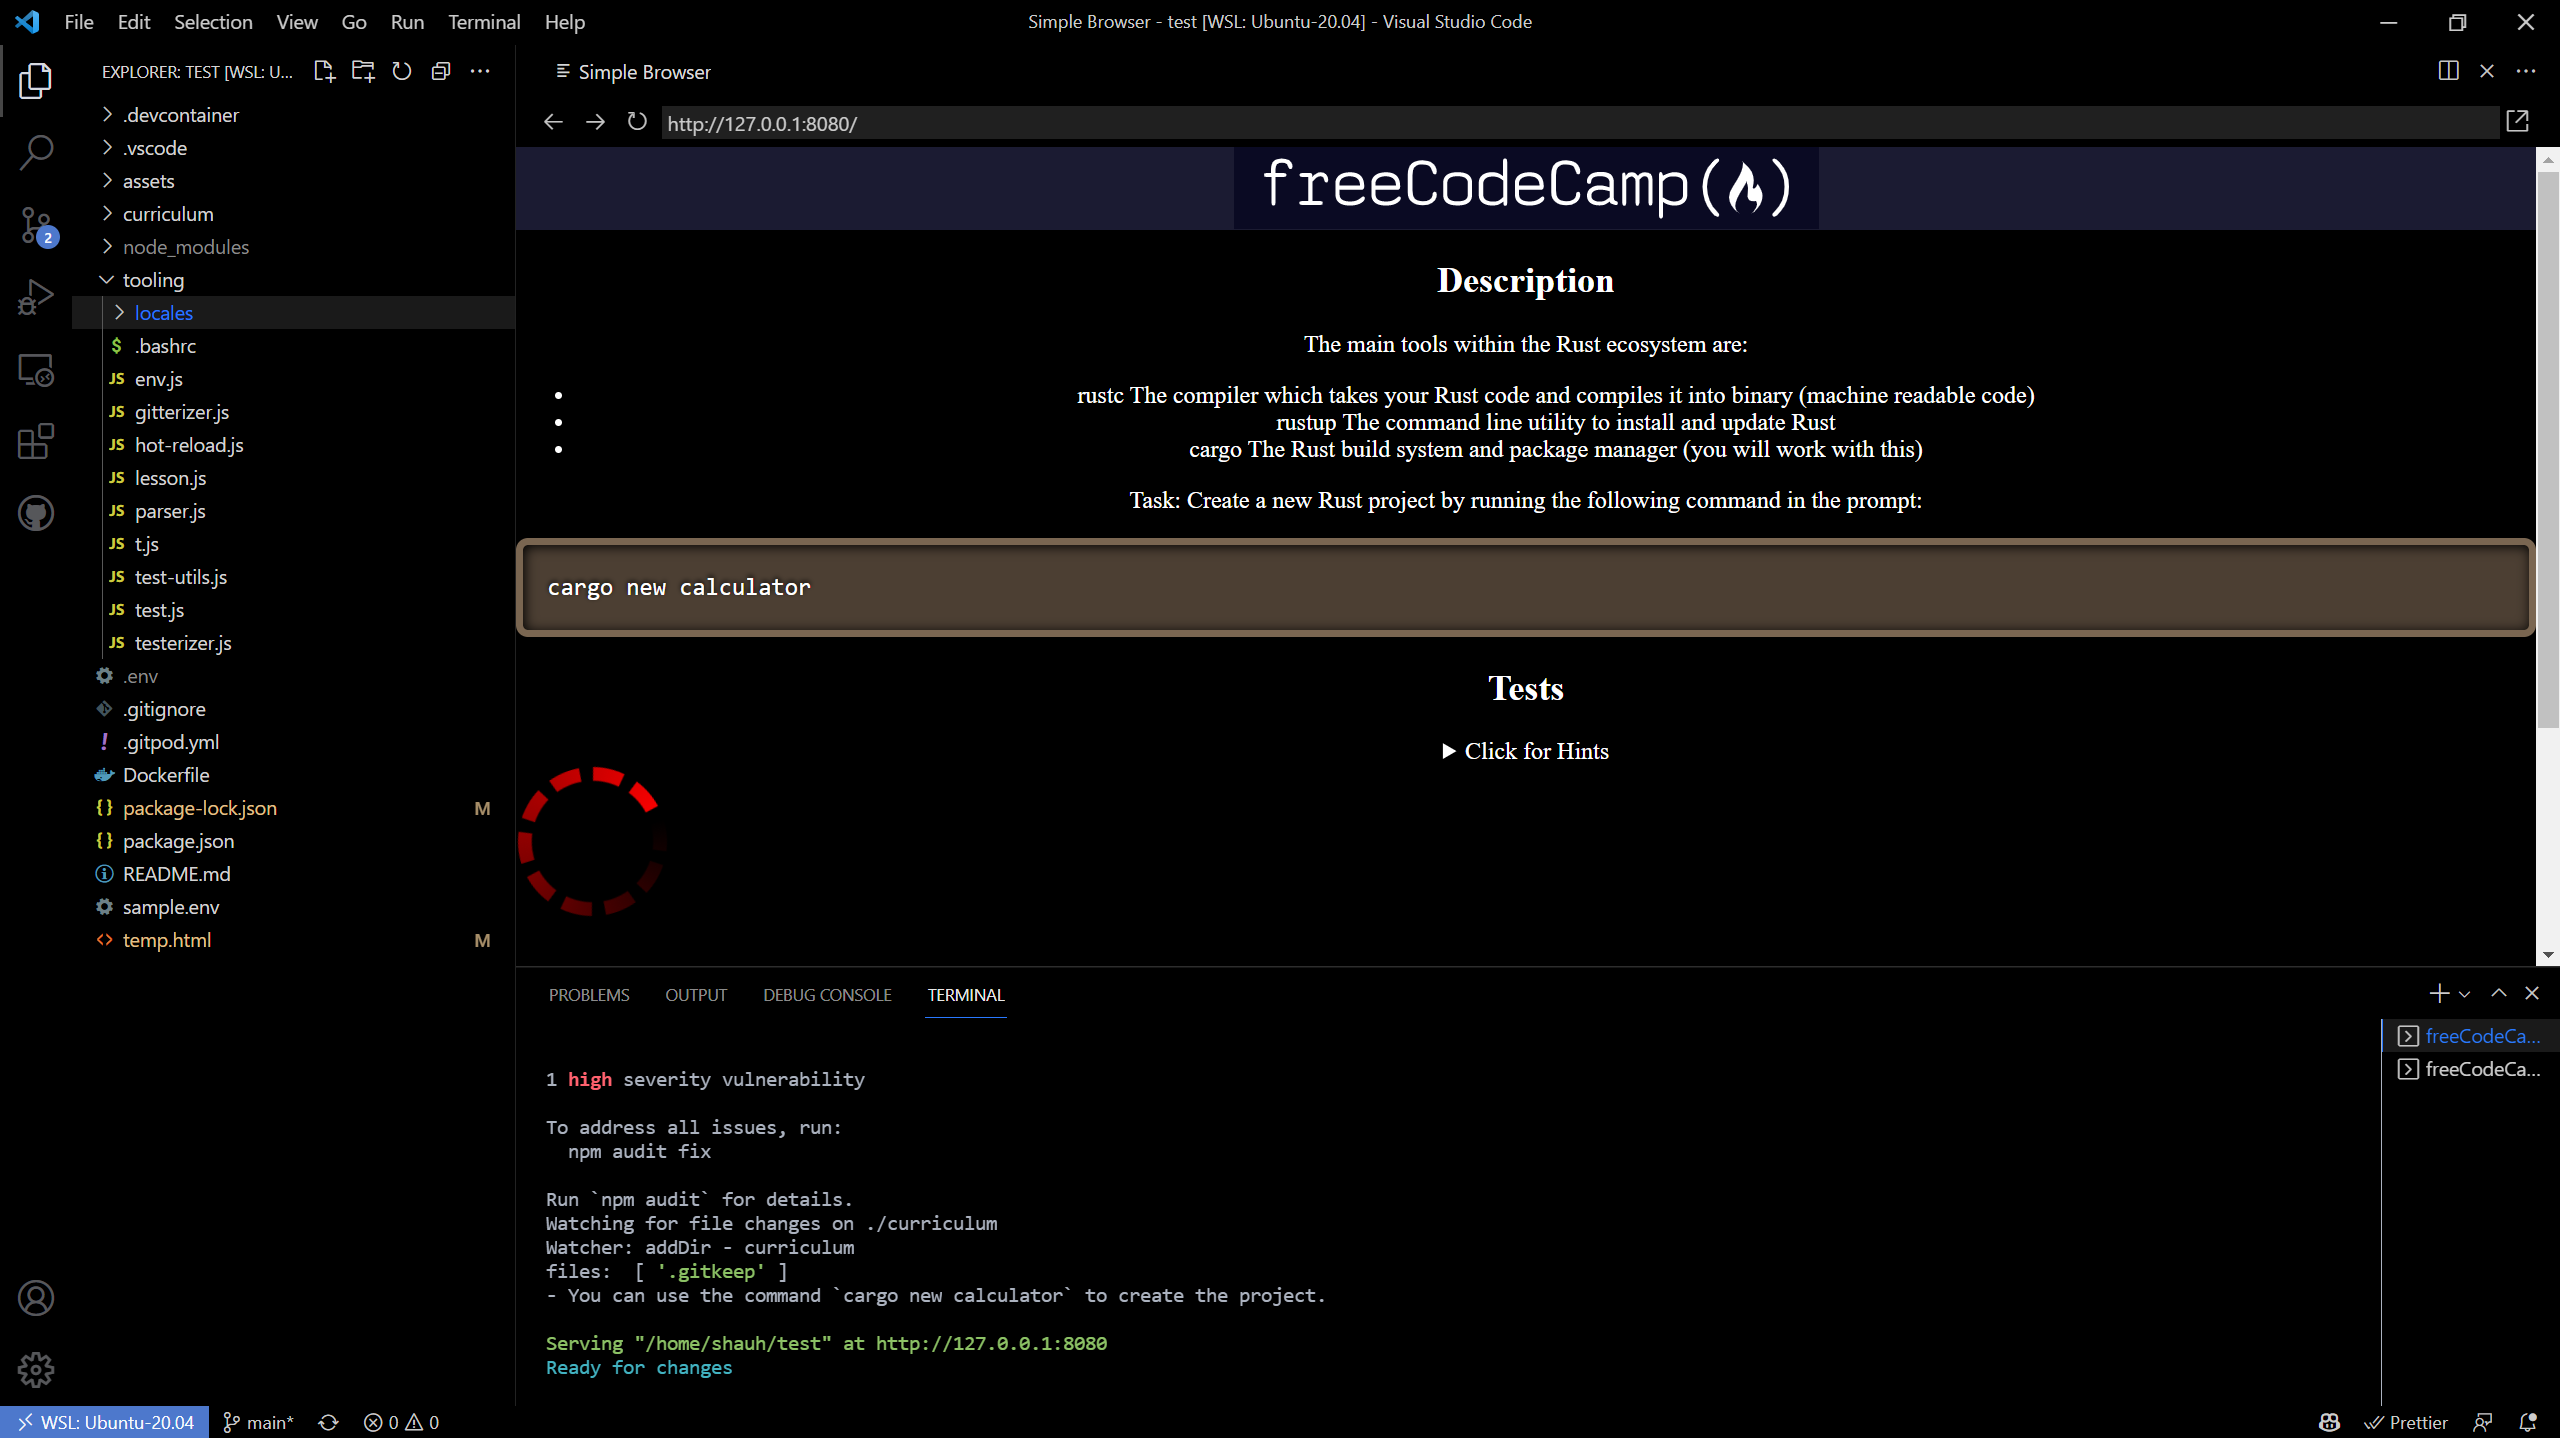 File Edit Selection View Go Run Terminal Help
Simple Browser - test [WSL: Ubuntu-20.04] - Visual Studio Code
EXPLORER: TEST [WSL: U...
.devcontainer
.vscode
assets
curriculum
node_modules
tooling
locales
$ .bashrc
JS env.js
JS gitterizer.js
JS hot-reload.js
JS lesson.js
JS parser.js
JS t.js
JS test-utils.js
JS test.js
JS testerizer.js
.env
.gitignore
! .gitpod.yml
Dockerfile
{} package-lock.json M
{} package.json
README.md
sample.env
<> temp.html M
2
Simple Browser
http://127.0.0.1:8080/
freeCodeCamp
Description
The main tools within the Rust ecosystem are:
• rustc The compiler which takes your Rust code and compiles it into binary (machine readable code)
• rustup The command line utility to install and update Rust
• cargo The Rust build system and package manager (you will work with this)
Task: Create a new Rust project by running the following command in the prompt:
cargo new calculator
Tests
Click for Hints
PROBLEMS OUTPUT DEBUG CONSOLE TERMINAL
1 high severity vulnerability
To address all issues, run:
npm audit fix
Run `npm audit` for details.
Watching for file changes on ./curriculum
Watcher: addDir - curriculum
files: [ '.gitkeep' ]
- You can use the command `cargo new calculator` to create the project.
Serving "/home/shauh/test" at http://127.0.0.1:8080
Ready for changes
freeCodeCa...
freeCodeCa...
WSL: Ubuntu-20.04 main* 0 0
Prettier